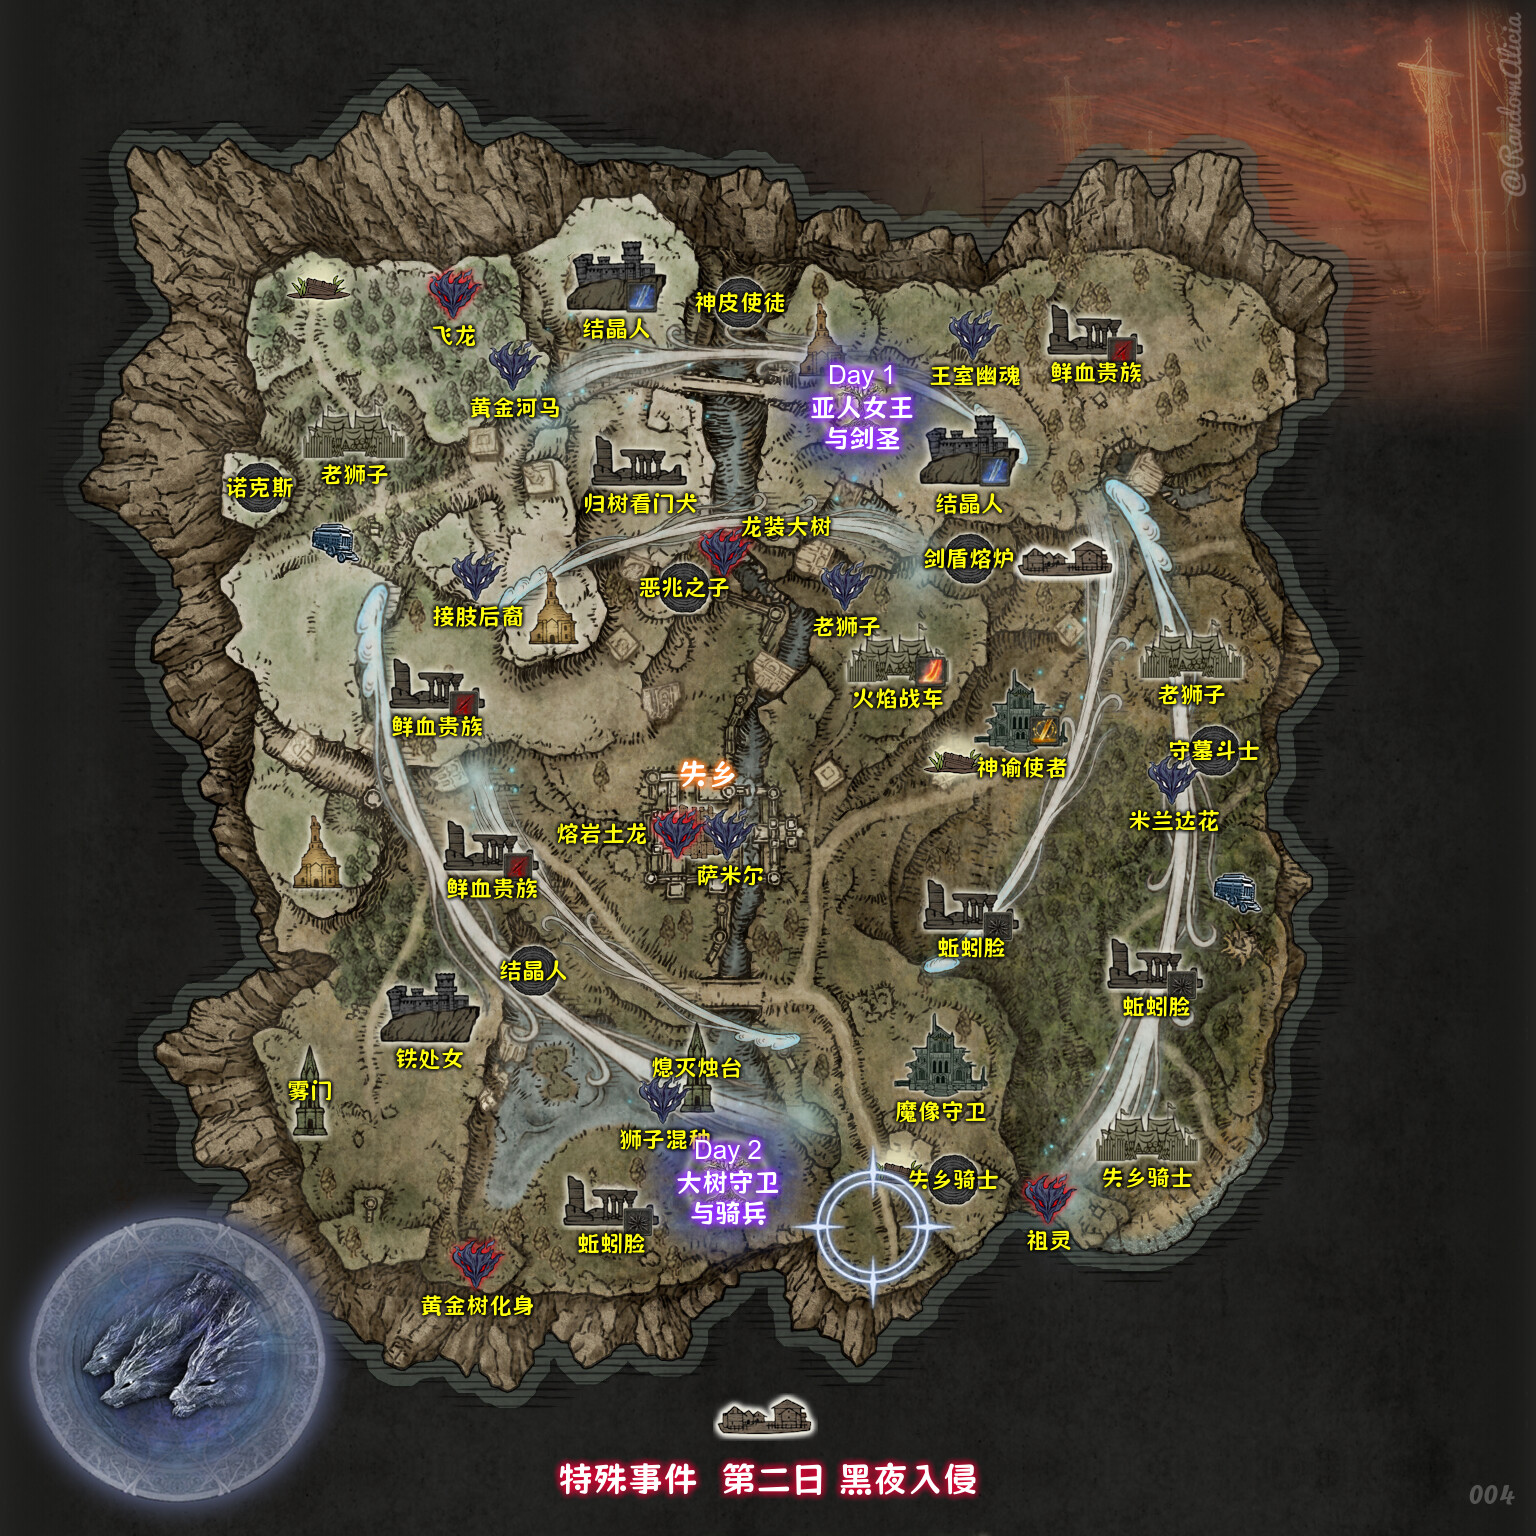 @RandomAlicia
飞龙
结晶人
神皮使徒
黄金河马
Day 1
亚人女王
与剑圣
王室幽魂
鲜血贵族
老狮子
诺克斯
归树看门犬
结晶人
龙装大树
恶兆之子
剑盾熔炉
接肢后裔
老狮子
火焰战车
老狮子
鲜血贵族
神谕使者
守墓斗士
米兰达花
失乡
熔岩土龙
萨米尔
鲜血贵族
蚯蚓脸
结晶人
蚯蚓脸
铁处女
熄灭烛台
雾门
魔像守卫
狮子混种
Day 2
大树守卫
与骑兵
失乡骑士
失乡骑士
祖灵
蚯蚓脸
黄金树化身
特殊事件 第二日 黑夜入侵
004